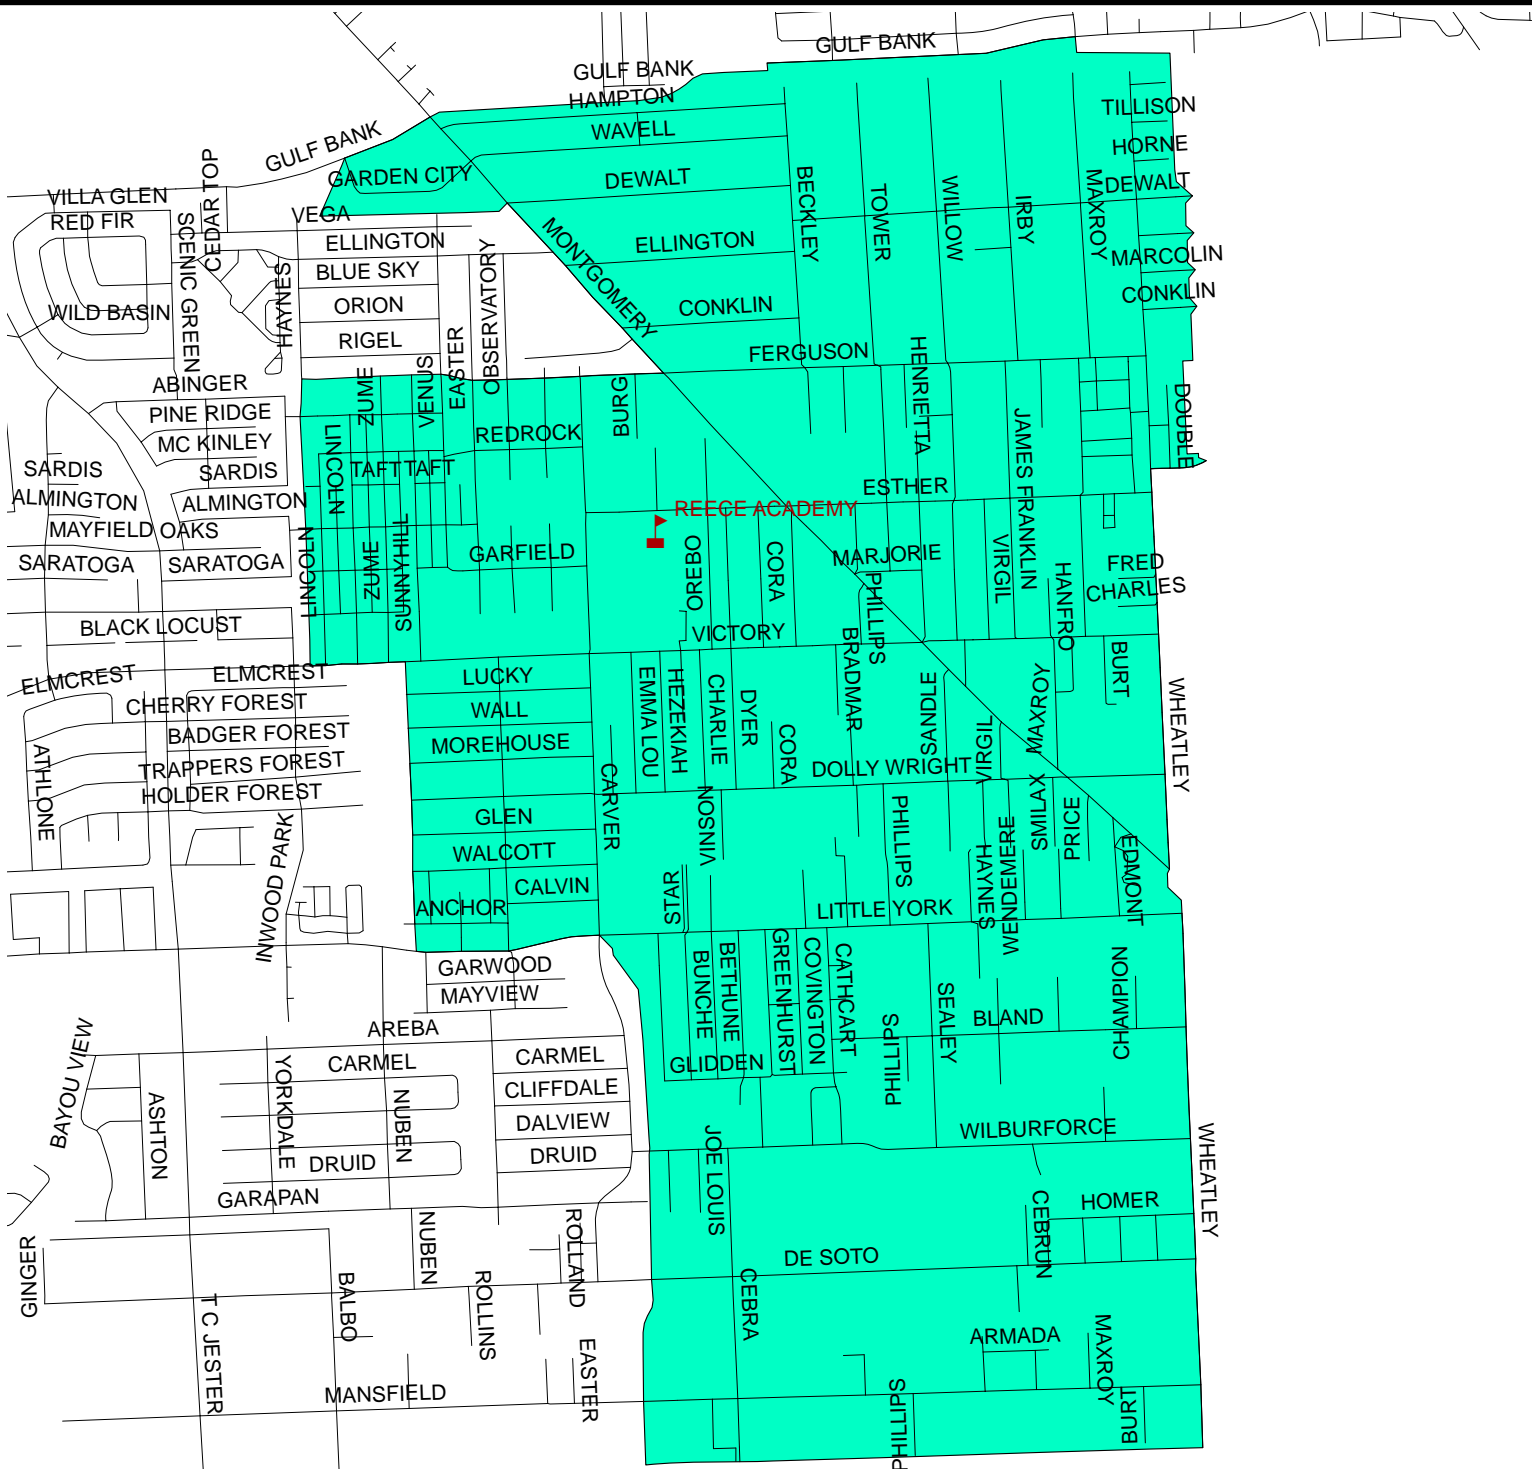 GULF BANK
GULF BANK
HAMPTON
WAVELL
TILLISON
GULF BANK
HORNE
GARDEN CITY
DEWALT
DEWALT
CEDAR TOP
VILLA GLEN
RED FIR
VEGA
SCENIC GREEN
ELLINGTON
ELLINGTON
BECKLEY
TOWER
WILLOW
IRBY
MAXROY
MARCOLIN
BLUE SKY
CONKLIN
CONKLIN
ORION
WILD BASIN
HAYNES
OBSERVATORY
MONTGOMERY
RIGEL
FERGUSON
ABINGER
ZUME
VENUS
EASTER
BURG
HENRIETTA
PINE RIDGE
MC KINLEY
LINCOLN
REDROCK
JAMES FRANKLIN
DOUBLE
SARDIS
SARDIS
TAFT
TAFT
ESTHER
ALMINGTON
ALMINGTON
REECE ACADEMY
MAYFIELD OAKS
SARATOGA
SARATOGA
LINCOLN
ZUME
SUNNYHILL
GARFIELD
OREBO
CORA
MARJORIE
VIRGIL
HANFRO
FRED
CHARLES
PHILLIPS
BLACK LOCUST
VICTORY
BRADMAR
BURT
ELMCREST
ELMCREST
LUCKY
EMMA LOU
HEZEKIAH
CHARLIE
DYER
CORA
SANDLE
VIRGIL
MAXROY
WHEATLEY
CHERRY FOREST
WALL
BADGER FOREST
MOREHOUSE
TRAPPERS FOREST
DOLLY WRIGHT
ATHLONE
HOLDER FOREST
CARVER
VINSON
GLEN
PHILLIPS
SMILAX
PRICE
WALCOTT
HAYNES
WENDEMERE
EDMONT
INWOOD PARK
CALVIN
STAR
ANCHOR
LITTLE YORK
GARWOOD
MAYVIEW
BUNCHE
BETHUNE
GREENHURST
COVINGTON
CATHCART
SEALEY
CHAMPION
AREBA
BLAND
PHILLIPS
BAYOU VIEW
CARMEL
CARMEL
GLIDDEN
YORKDALE
NUBEN
CLIFFDALE
ASHTON
DALVIEW
JOE LOUIS
WILBURFORCE
WHEATLEY
DRUID
DRUID
GARAPAN
CEBRUN
HOMER
GINGER
NUBEN
ROLLAND
DE SOTO
BALBO
ROLLINS
CEBRA
T C JESTER
ARMADA
MAXROY
EASTER
MANSFIELD
PHILLIPS
BURT